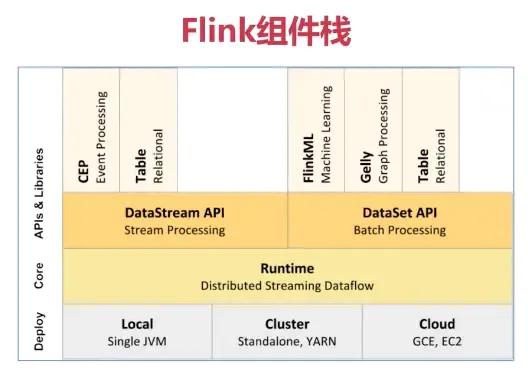 Flink组件栈
APIs & Libraries
CEP
Event Processing
Table
Relational
FlinkML
Machine Learning
Gelly
Graph Processing
Table
Relational
DataStream API
Stream Processing
DataSet API
Batch Processing
Core
Runtime
Distributed Streaming Dataflow
Deploy
Local
Single JVM
Cluster
Standalone, YARN
Cloud
GCE, EC2